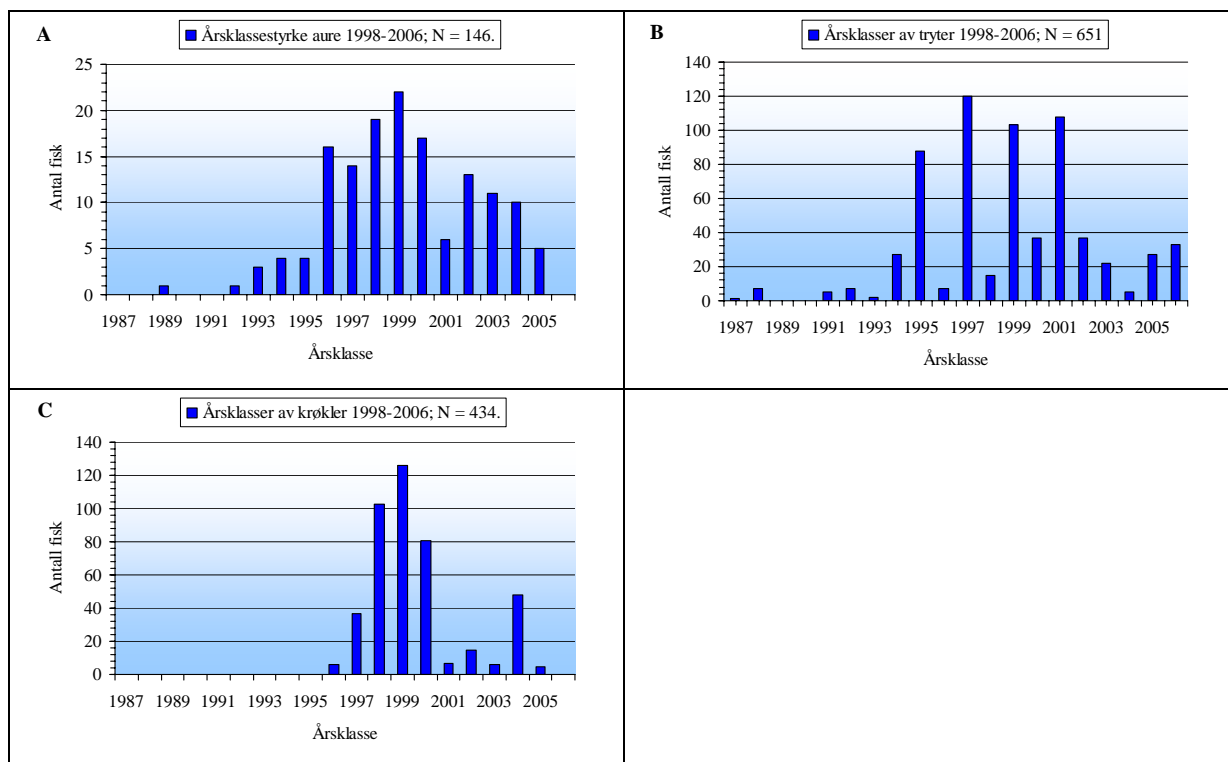 A
Årsklassestyrke aure 1998-2006; N = 146.
25
20
15
10
5
0
Antal fisk
1987 1989 1991 1993 1995 1997 1999 2001 2003 2005
Årsklasse
B
Årsklasser av tryter 1998-2006; N = 651
140
120
100
80
60
40
20
0
Antall fisk
1987 1989 1991 1993 1995 1997 1999 2001 2003 2005
Årsklasse
C
Årsklasser av krøkler 1998-2006; N = 434.
140
120
100
80
60
40
20
0
Antall fisk
1987 1989 1991 1993 1995 1997 1999 2001 2003 2005
Årsklasse